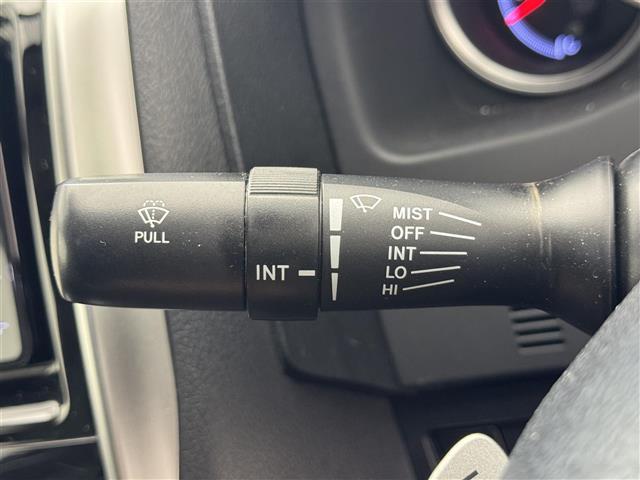 PULL
INT
MIST
OFF
INT
LO
HI